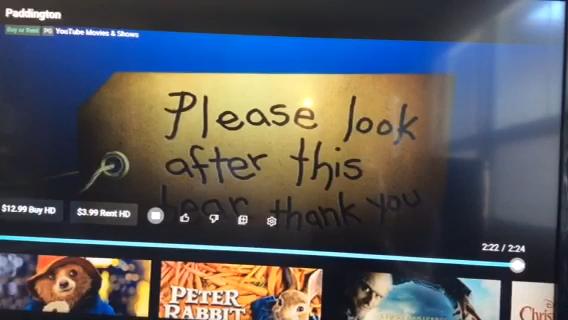 Paddington
Buy or Rent PG YouTube Movies & Shows
Please look
after this
bear thank you
$12.99 Buy HD $3.99 Rent HD
2:22 / 2:24
PETER
RABBIT